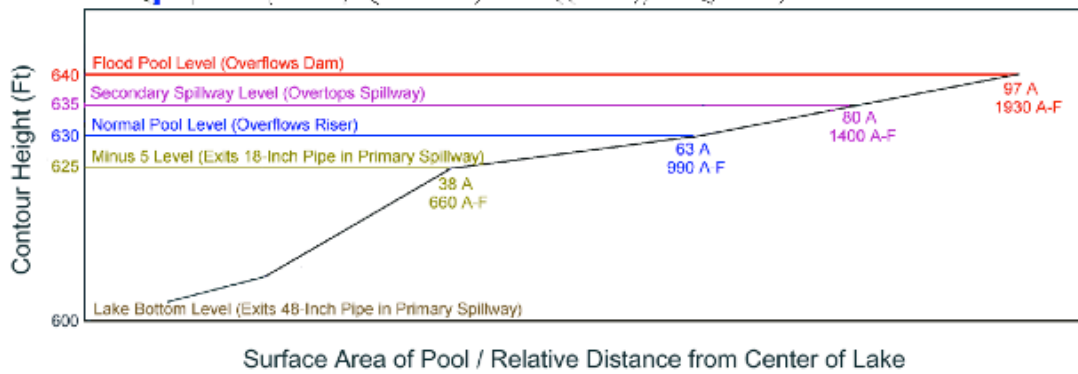 Flood Pool Level (Overflows Dam)
640
97 A
1930 A-F
Secondary Spillway Level (Overtops Spillway)
635
80 A
1400 A-F
Normal Pool Level (Overflows Riser)
630
63 A
990 A-F
Minus 5 Level (Exits 18-Inch Pipe in Primary Spillway)
625
38 A
660 A-F
Lake Bottom Level (Exits 48-Inch Pipe in Primary Spillway)
600
Contour Height (Ft)
Surface Area of Pool / Relative Distance from Center of Lake